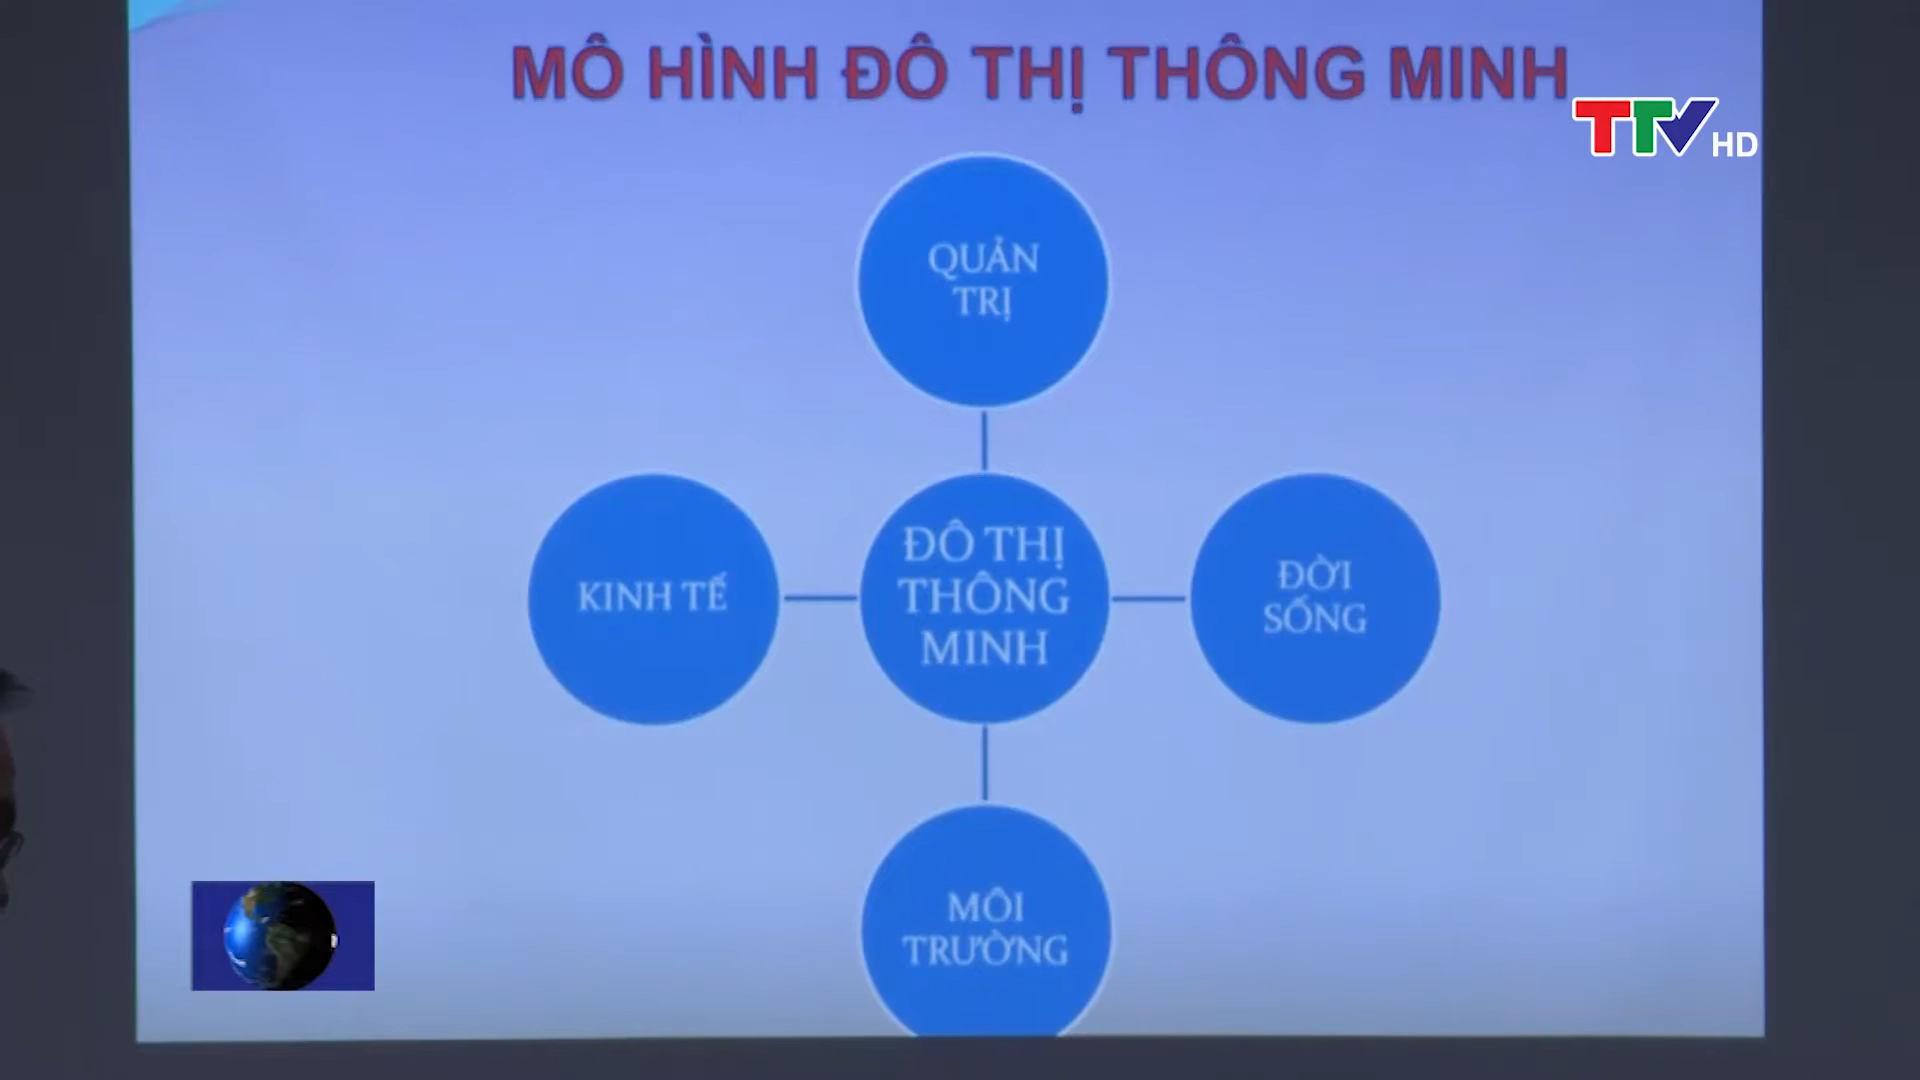 MÔ HÌNH ĐÔ THỊ THÔNG MINH
TTV HD
QUẢN
TRỊ
KINH TẾ
ĐÔ THỊ
THÔNG
MINH
ĐỜI
SỐNG
MÔI
TRƯỜNG